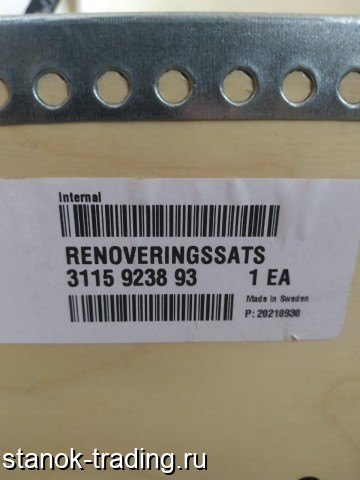 Internal
RENOVERINGSSATS
3115 9238 93 1 EA
Made in Sweden
P: 20210930
stanok-trading.ru